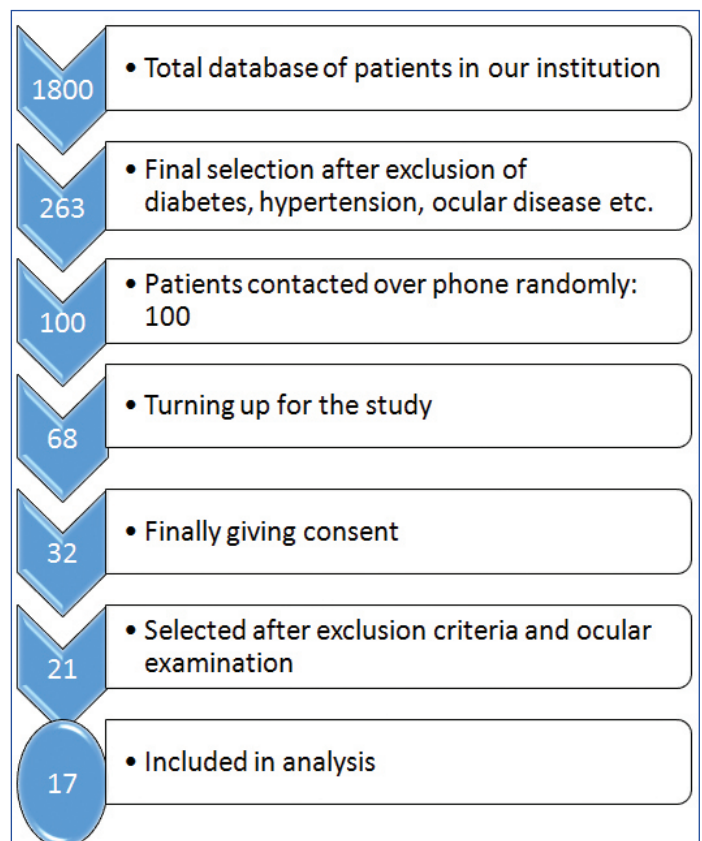 1800
• Total database of patients in our institution
263
• Final selection after exclusion of
diabetes, hypertension, ocular disease etc.
100
• Patients contacted over phone randomly:
100
68
• Turning up for the study
32
• Finally giving consent
21
• Selected after exclusion criteria and ocular
examination
17
• Included in analysis